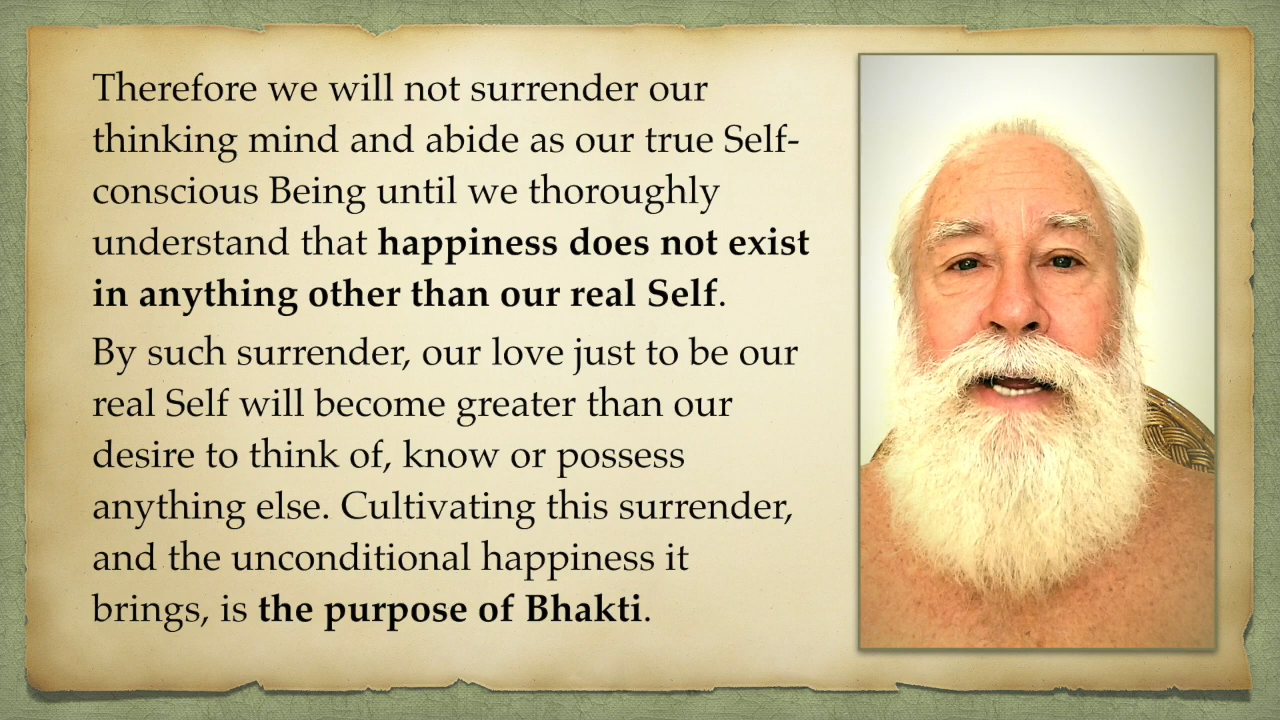 Therefore we will not surrender our
thinking mind and abide as our true Self-
conscious Being until we thoroughly
understand that happiness does not exist
in anything other than our real Self.
By such surrender, our love just to be our
real Self will become greater than our
desire to think of, know or possess
anything else. Cultivating this surrender,
and the unconditional happiness it
brings, is the purpose of Bhakti.